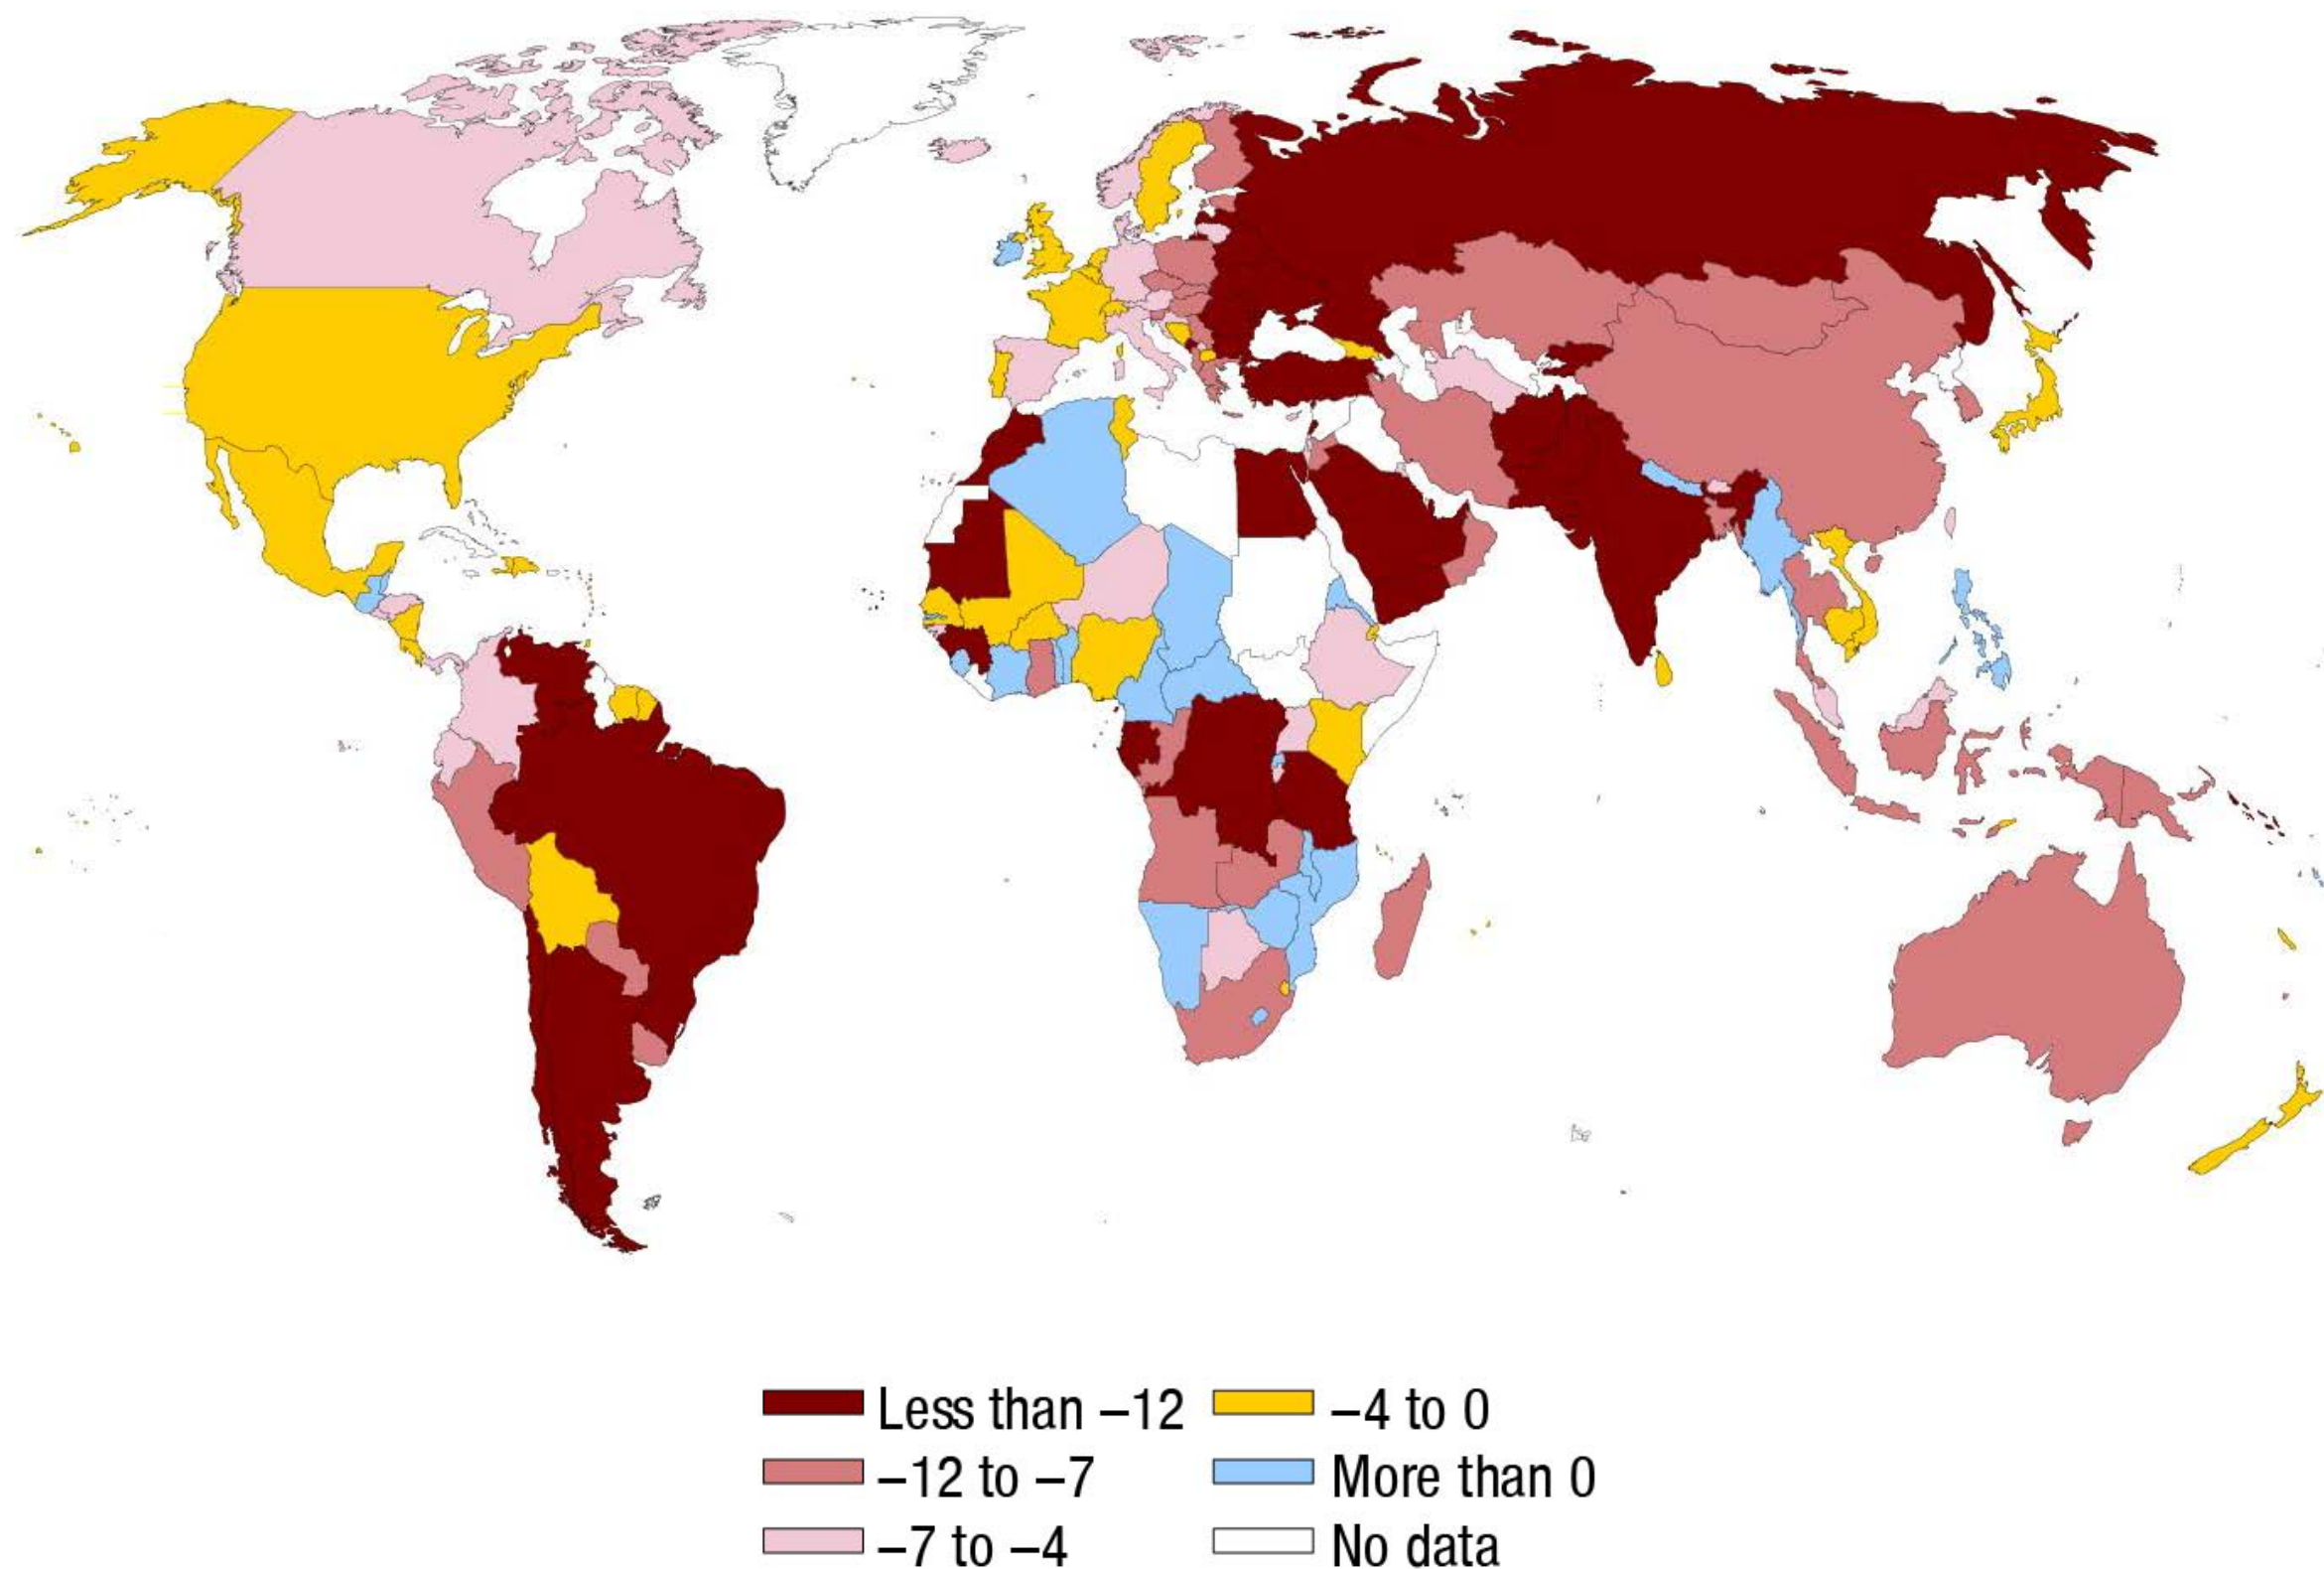 Less than –12
–12 to –7
–7 to –4
–4 to 0
More than 0
No data